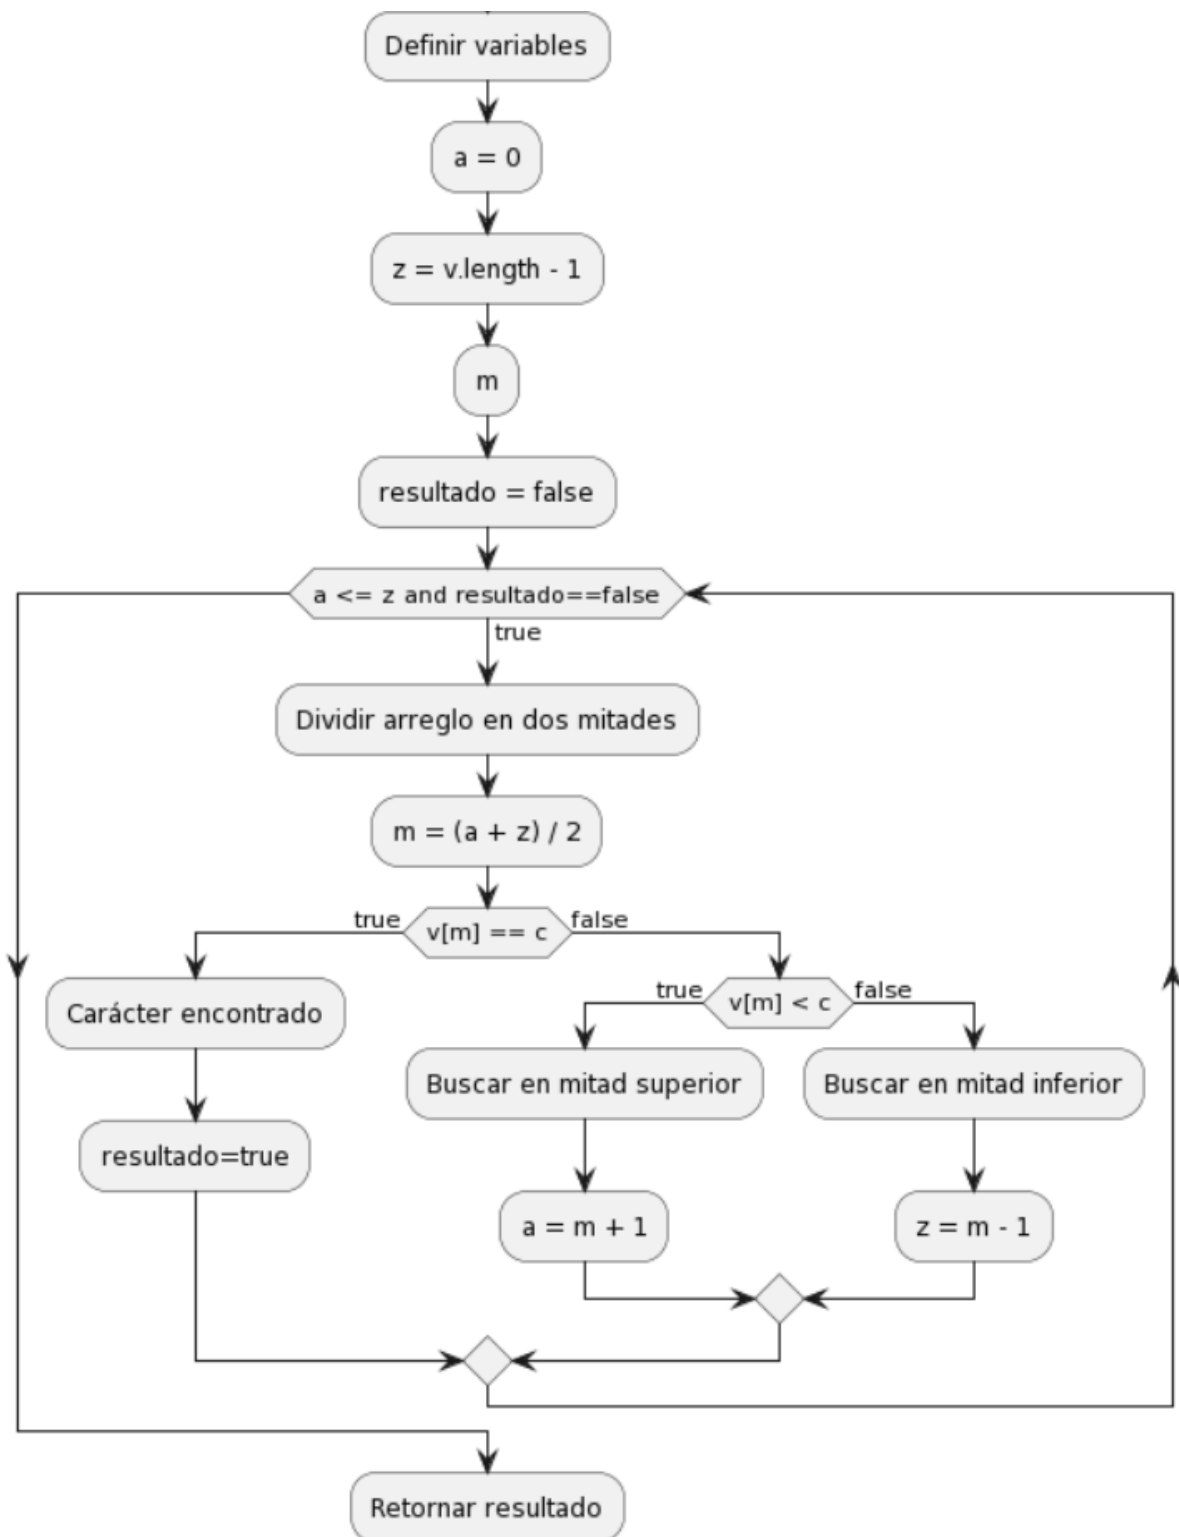 Definir variables
a = 0
z = v.length - 1
m
resultado = false
a <= z and resultado==false
true
Dividir arreglo en dos mitades
m = (a + z) / 2
true
v[m] == c
false
Carácter encontrado
resultado=true
true
v[m] < c
false
Buscar en mitad superior
Buscar en mitad inferior
a = m + 1
z = m - 1
Retornar resultado